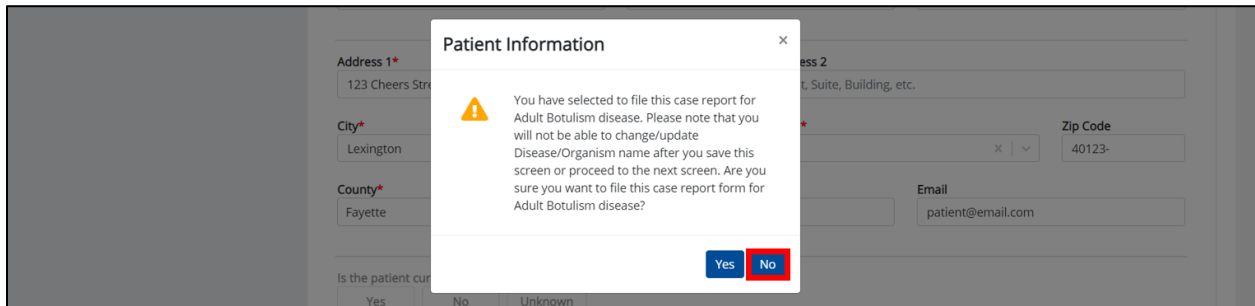 Patient Information
×
Address 1*
ess 2
123 Cheers Stre
t, Suite, Building, etc.
You have selected to file this case report for
Adult Botulism disease. Please note that you
will not be able to change/update
Disease/Organism name after you save this
screen or proceed to the next screen. Are you
sure you want to file this case report form for
Adult Botulism disease?
City*
*
Zip Code
Lexington
40123-
County*
Email
Fayette
patient@email.com
Yes
No
Is the patient cur
Yes
No
Unknown